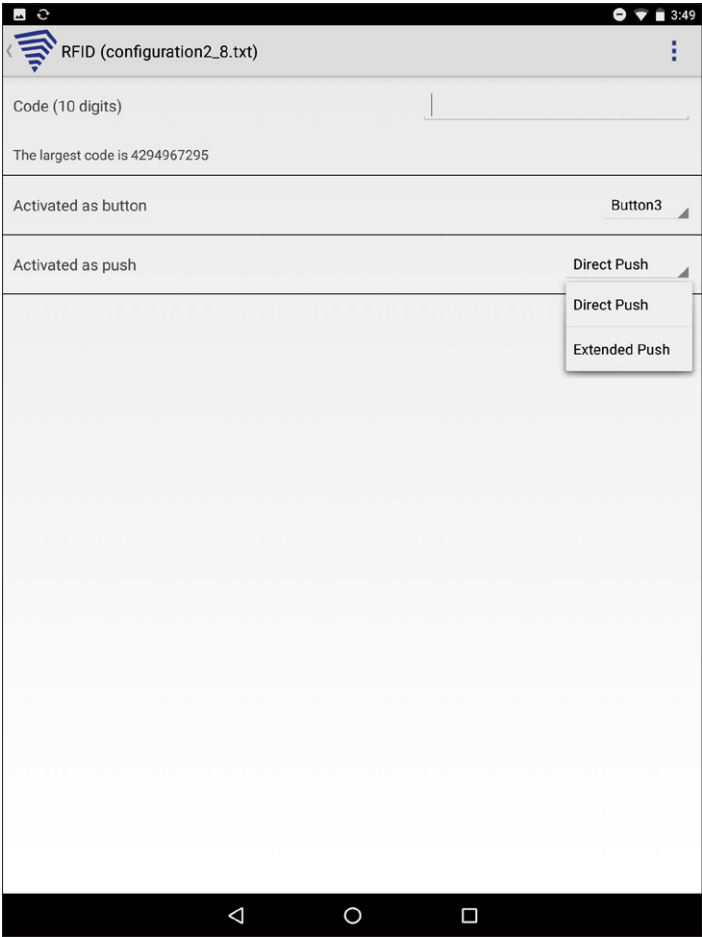 3:49
RFID (configuration2_8.txt)
Code (10 digits)
The largest code is 4294967295
Activated as button
Button3
Activated as push
Direct Push
Direct Push
Extended Push